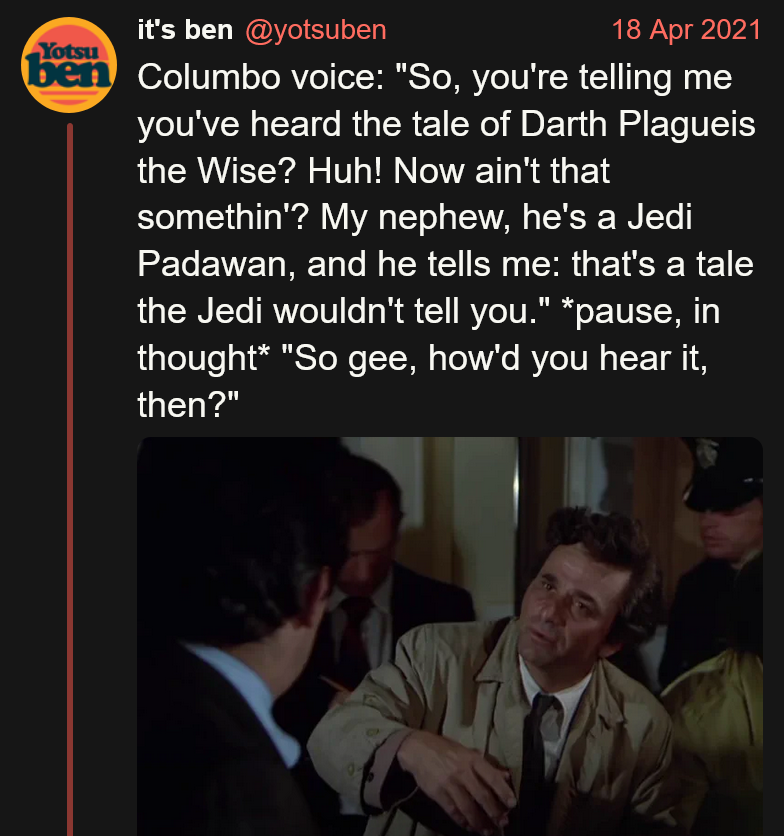 Yotsu
ben
it's ben @yotsuben 18 Apr 2021
Columbo voice: "So, you're telling me
you've heard the tale of Darth Plagueis
the Wise? Huh! Now ain't that
somethin'? My nephew, he's a Jedi
Padawan, and he tells me: that's a tale
the Jedi wouldn't tell you." *pause, in
thought* "So gee, how'd you hear it,
then?"